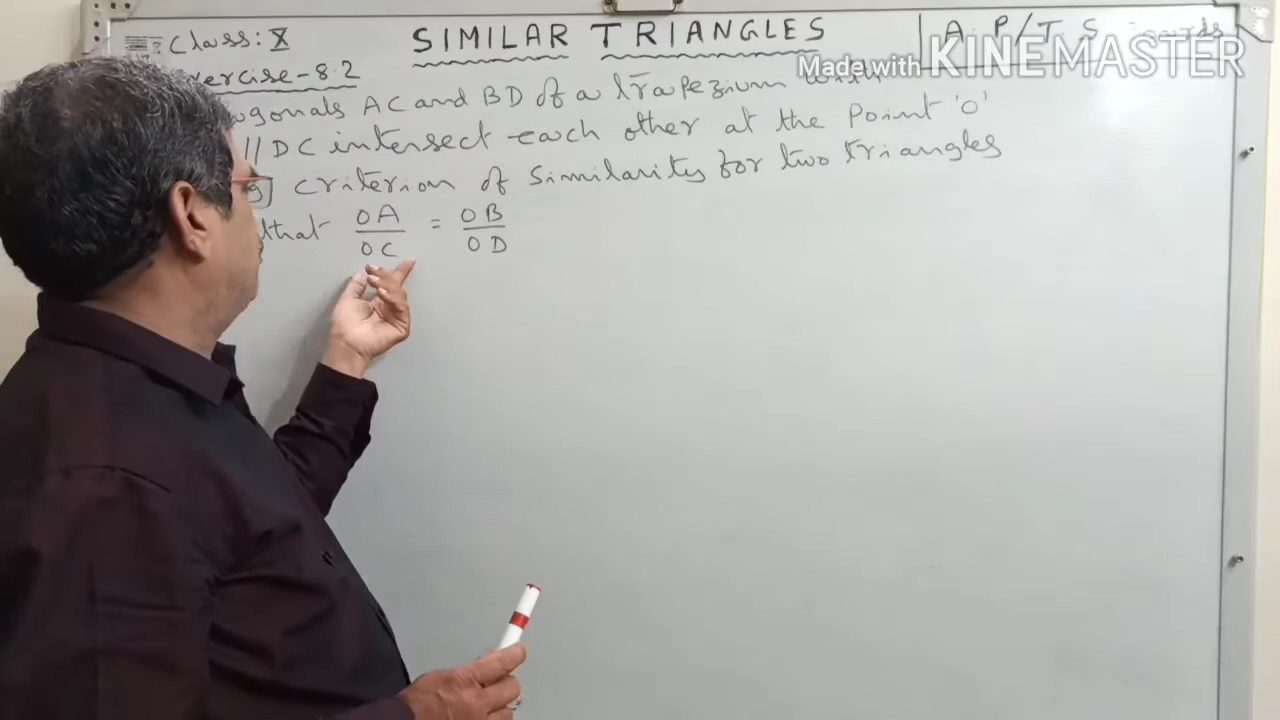 Class: X SIMILAR TRIANGLES A.P/T.S
Made with KINEMASTER
ercise-8.2
gonals AC and BD of a trapezium
// DC intersect each other at the Point 'O'
criterion of Similarity for two triangles
that OA/OC = OB/OD